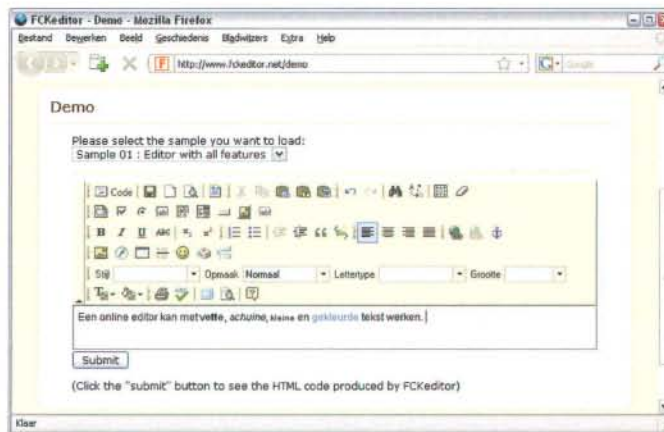 FCKeditor - Demo - Mozilla Firefox
Bestand Bewerken Beeld Geschiedenis Bladwijzers Extra Help
http://www.fckeditor.net/demo
Demo
Please select the sample you want to load:
Sample 01 : Editor with all features
Code
B I U ABC
Stijl Opmaak Normaal Lettertype Grootte
Een online editor kan met vette, schuine, kleine en gekleurde tekst werken.
Submit
(Click the "submit" button to see the HTML code produced by FCKeditor)
Klaar